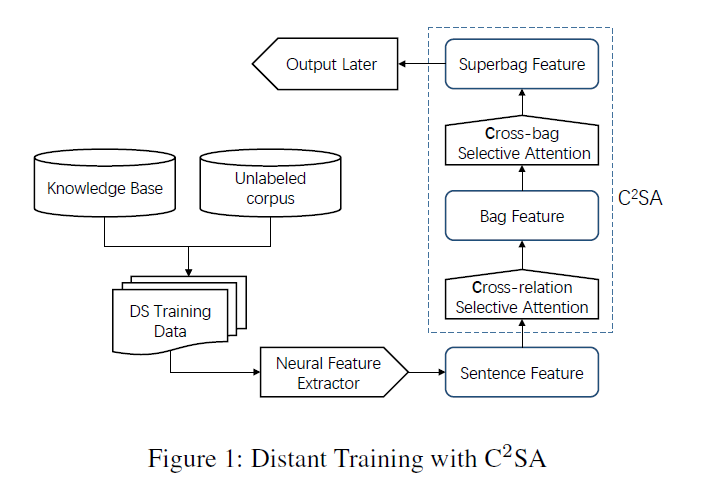 Output Later
Superbag Feature
Cross-bag
Selective Attention
Knowledge Base
Unlabeled
corpus
Bag Feature
C²SA
Cross-relation
Selective Attention
DS Training
Data
Neural Feature
Extractor
Sentence Feature
Figure 1: Distant Training with C²SA